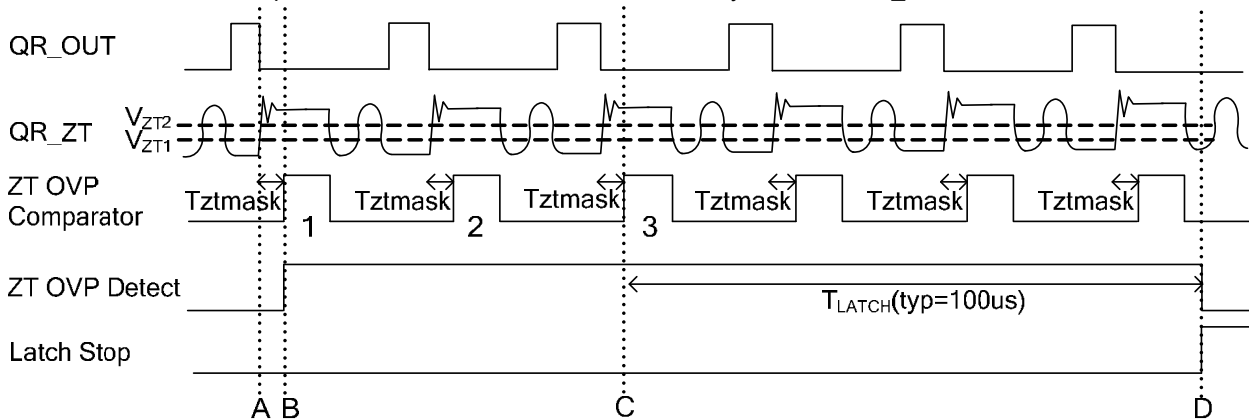 QR_OUT
QR_ZT
VZT2
VZT1
ZT OVP
Comparator
Tztmask Tztmask Tztmask Tztmask Tztmask Tztmask
1 2 3
ZT OVP Detect
TLATCH(typ=100us)
Latch Stop
A B C D